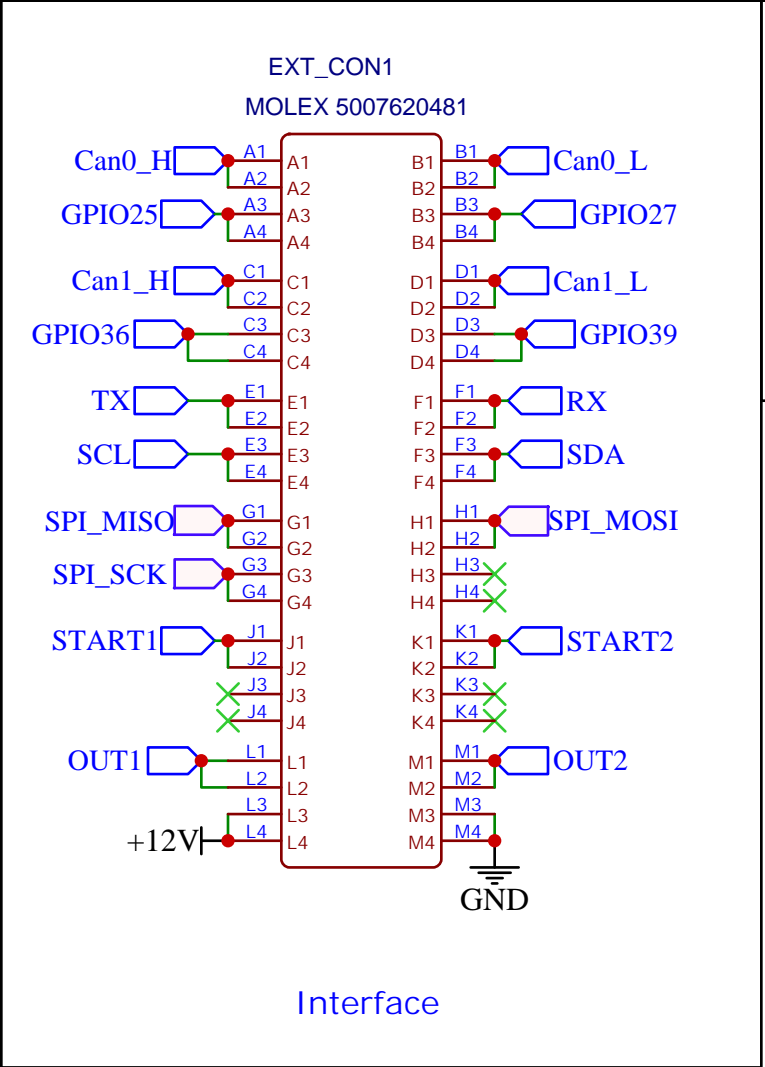 EXT_CON1
MOLEX 5007620481
Can0_H A1 A1 B1 B1 Can0_L
A2 A2 B2 B2
GPIO25 A3 A3 B3 B3 GPIO27
A4 A4 B4 B4
Can1_H C1 C1 D1 D1 Can1_L
C2 C2 D2 D2
GPIO36 C3 C3 D3 D3 GPIO39
C4 C4 D4 D4
TX E1 E1 F1 F1 RX
E2 E2 F2 F2
SCL E3 E3 F3 F3 SDA
E4 E4 F4 F4
SPI_MISO G1 G1 H1 H1 SPI_MOSI
G2 G2 H2 H2
SPI_SCK G3 G3 H3 H3
G4 G4 H4 H4
START1 J1 J1 K1 K1 START2
J2 J2 K2 K2
J3 J3 K3 K3
J4 J4 K4 K4
OUT1 L1 L1 M1 M1 OUT2
L2 L2 M2 M2
L3 L3 M3 M3
+12V L4 L4 M4 M4
GND
Interface